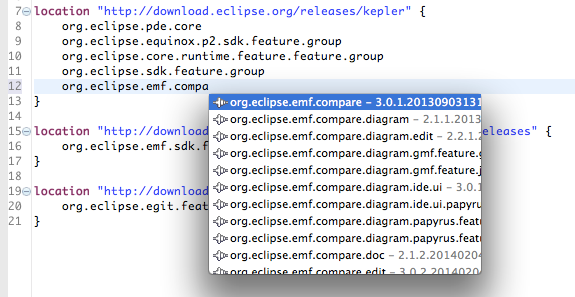 7 location "http://download.eclipse.org/releases/kepler" {
8 org.eclipse.pde.core
9 org.eclipse.equinox.p2.sdk.feature.group
10 org.eclipse.core.runtime.feature.feature.group
11 org.eclipse.sdk.feature.group
12 org.eclipse.emf.compa
13 }
org.eclipse.emf.compare – 3.0.1.20130903131
14
org.eclipse.emf.compare.diagram – 2.1.1.2013
15 location "http://download eleases" {
org.eclipse.emf.compare.diagram.edit – 2.2.1.2
16 org.eclipse.emf.sdk.f
org.eclipse.emf.compare.diagram.gmf.feature.g
17 }
org.eclipse.emf.compare.diagram.gmf.feature.j
18
org.eclipse.emf.compare.diagram.ide.ui – 3.0.1
19 location "http://download
org.eclipse.emf.compare.diagram.ide.ui.papyru
20 org.eclipse.egit.feat
org.eclipse.emf.compare.diagram.papyrus.featu
21 }
org.eclipse.emf.compare.diagram.papyrus.featu
org.eclipse.emf.compare.doc – 2.1.2.20140204
org.eclipse.emf.compare.edit – 3.0.2.20140204